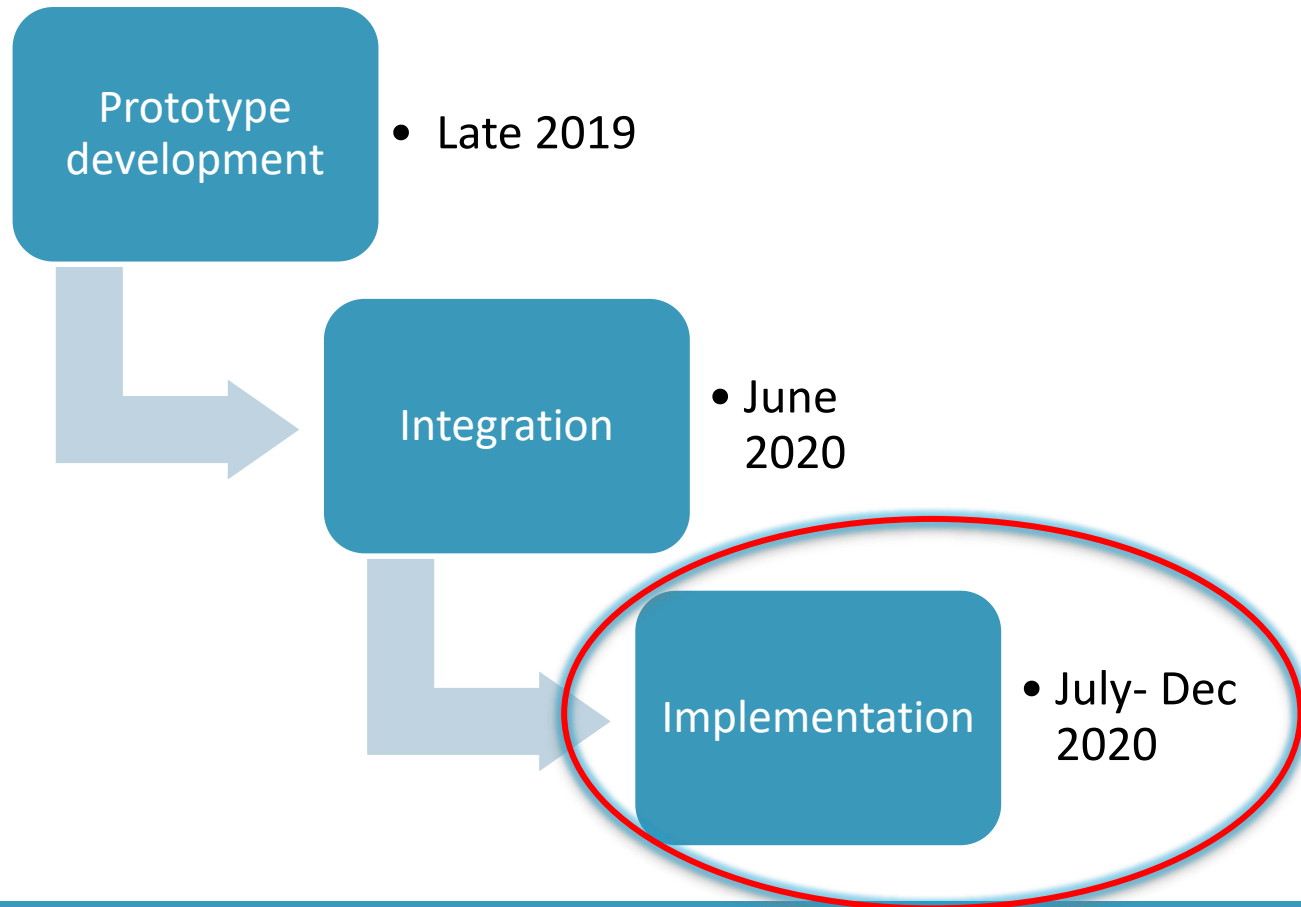 Prototype
development
• Late 2019
Integration
• June
2020
Implementation
• July- Dec
2020